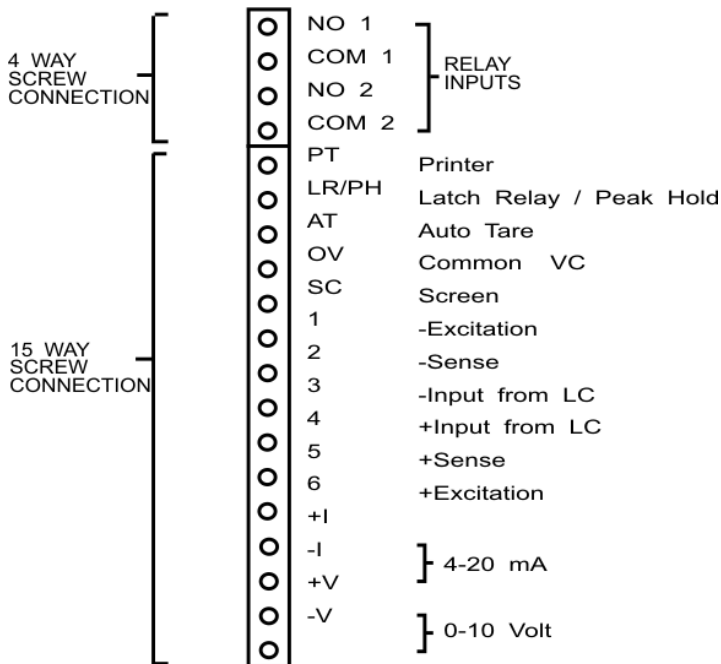 4 WAY
SCREW
CONNECTION
NO 1
COM 1
NO 2
COM 2
RELAY
INPUTS
15 WAY
SCREW
CONNECTION
PT Printer
LR/PH Latch Relay / Peak Hold
AT Auto Tare
OV Common VC
SC Screen
1 -Excitation
2 -Sense
3 -Input from LC
4 +Input from LC
5 +Sense
6 +Excitation
+I
-I
4-20 mA
+V
-V
0-10 Volt